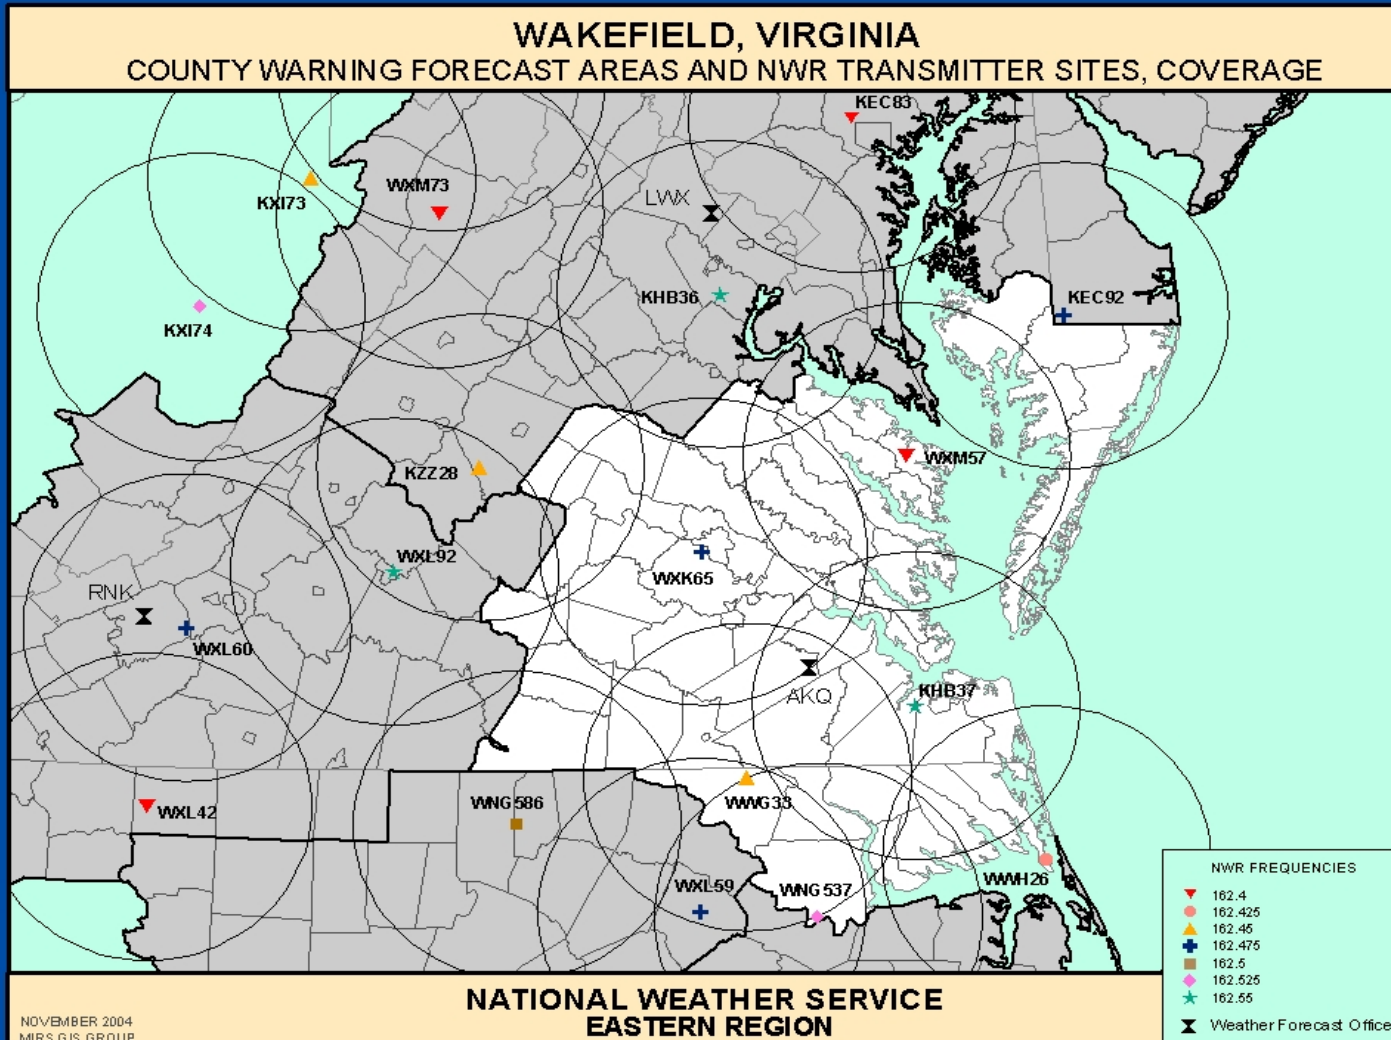 WAKEFIELD, VIRGINIA
COUNTY WARNING FORECAST AREAS AND NWR TRANSMITTER SITES, COVERAGE
KEC83
WXM73
KXI73
LWX
KHB36
KEC92
KXI74
WXM57
KZZ28
WXL92
WXK65
RNK
WXL60
AKQ
KHB37
WXL42
WNG586
WWG33
WXL59
WNG537
WWH26
NWR FREQUENCIES
162.4
162.425
162.45
162.475
162.5
162.525
162.55
Weather Forecast Office
NATIONAL WEATHER SERVICE
EASTERN REGION
NOVEMBER 2004
MIRS GIS GROUP